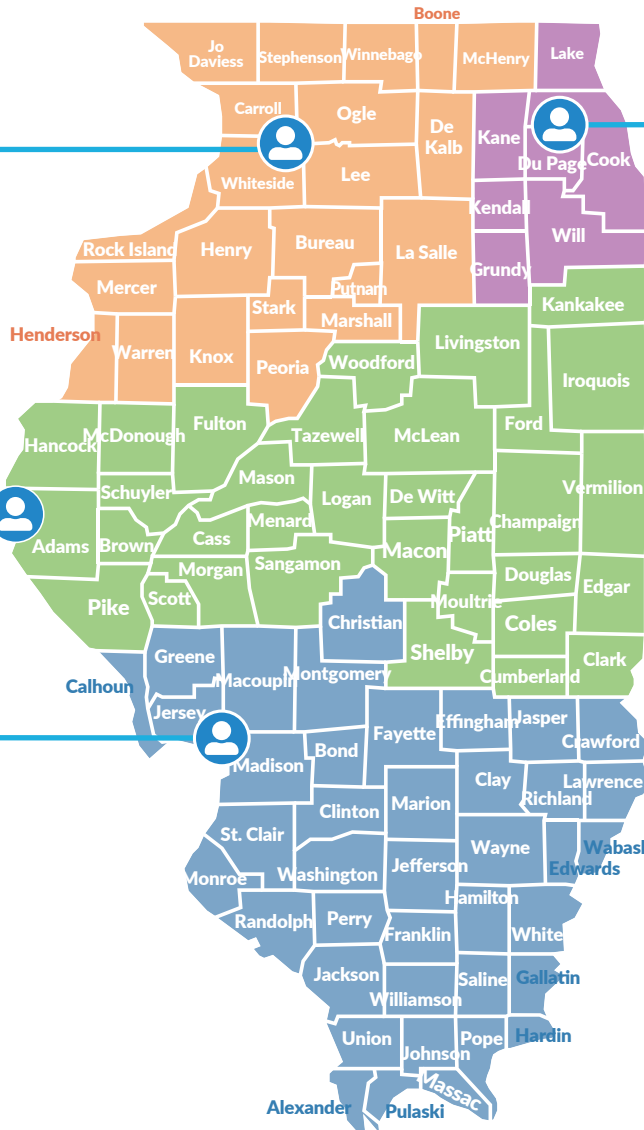 Boone
Jo
Daviess
Stephenson
Winnebago
McHenry
Lake
Carroll
Ogle
De
Kalb
Kane
Du Page
Cook
Whiteside
Lee
Kendall
Will
Rock Island
Henry
Bureau
La Salle
Grundy
Mercer
Putnam
Stark
Marshall
Kankakee
Henderson
Warren
Knox
Peoria
Woodford
Livingston
Iroquois
Hancock
McDonough
Fulton
Tazewell
McLean
Ford
Schuyler
Mason
Logan
De Witt
Vermilion
Adams
Brown
Cass
Menard
Piatt
Champaign
Morgan
Sangamon
Macon
Pike
Scott
Christian
Moultrie
Douglas
Edgar
Coles
Shelby
Greene
Macoupin
Montgomery
Cumberland
Clark
Calhoun
Jersey
Fayette
Effingham
Jasper
Crawford
Madison
Bond
Clay
Richland
Lawrence
Clinton
Marion
St. Clair
Wayne
Wabash
Edwards
Monroe
Washington
Jefferson
Hamilton
Randolph
Perry
Franklin
White
Jackson
Williamson
Saline
Gallatin
Union
Johnson
Pope
Hardin
Massac
Alexander
Pulaski